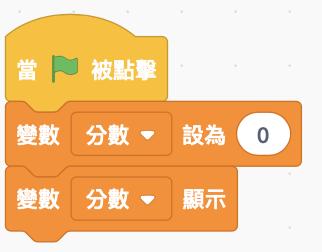 當 被點擊
變數 分數 設為 0
變數 分數 顯示